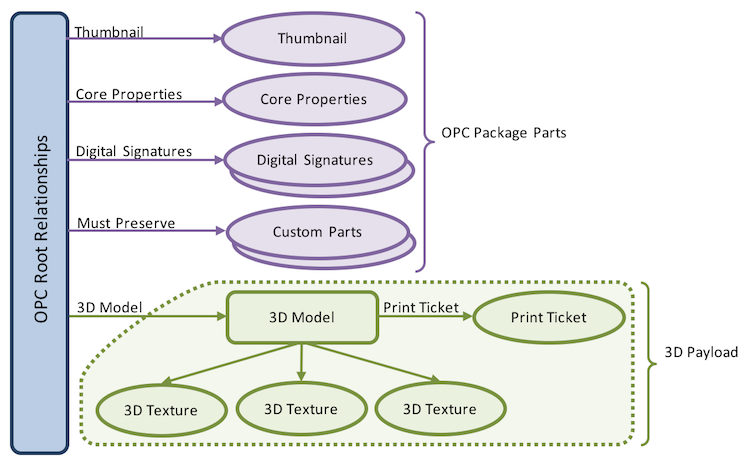 OPC Root Relationships
Thumbnail
Thumbnail
Core Properties
Core Properties
Digital Signatures
Digital Signatures
Must Preserve
Custom Parts
OPC Package Parts
3D Model
3D Model
Print Ticket
Print Ticket
3D Texture
3D Texture
3D Texture
3D Payload